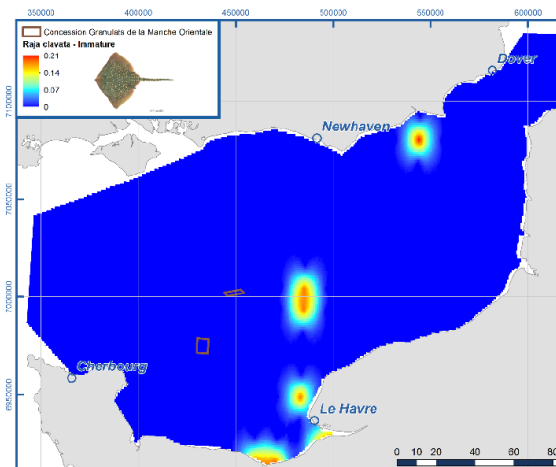 350000 400000 450000 500000 550000 600000
Concession Granulats de la Manche Orientale
Raja clavata - Immature
0.21
0.14
0.07
0
Dover
7100000
Newhaven
7050000
7000000
Cherbourg
6950000
Le Havre
0 10 20 40 60 80